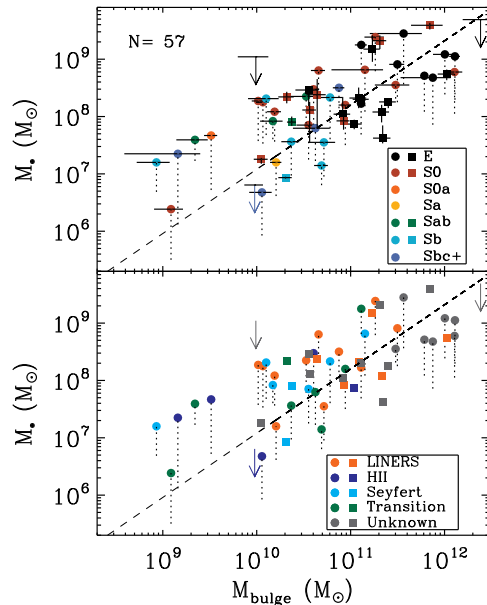 N= 57
10⁹
10⁸
10⁷
10⁶
M• (M⊙)
E
S0
S0a
Sa
Sab
Sb
Sbc+
10⁹
10⁸
10⁷
10⁶
M• (M⊙)
LINERS
HII
Seyfert
Transition
Unknown
10⁹ 10¹⁰ 10¹¹ 10¹²
Mbulge (M⊙)